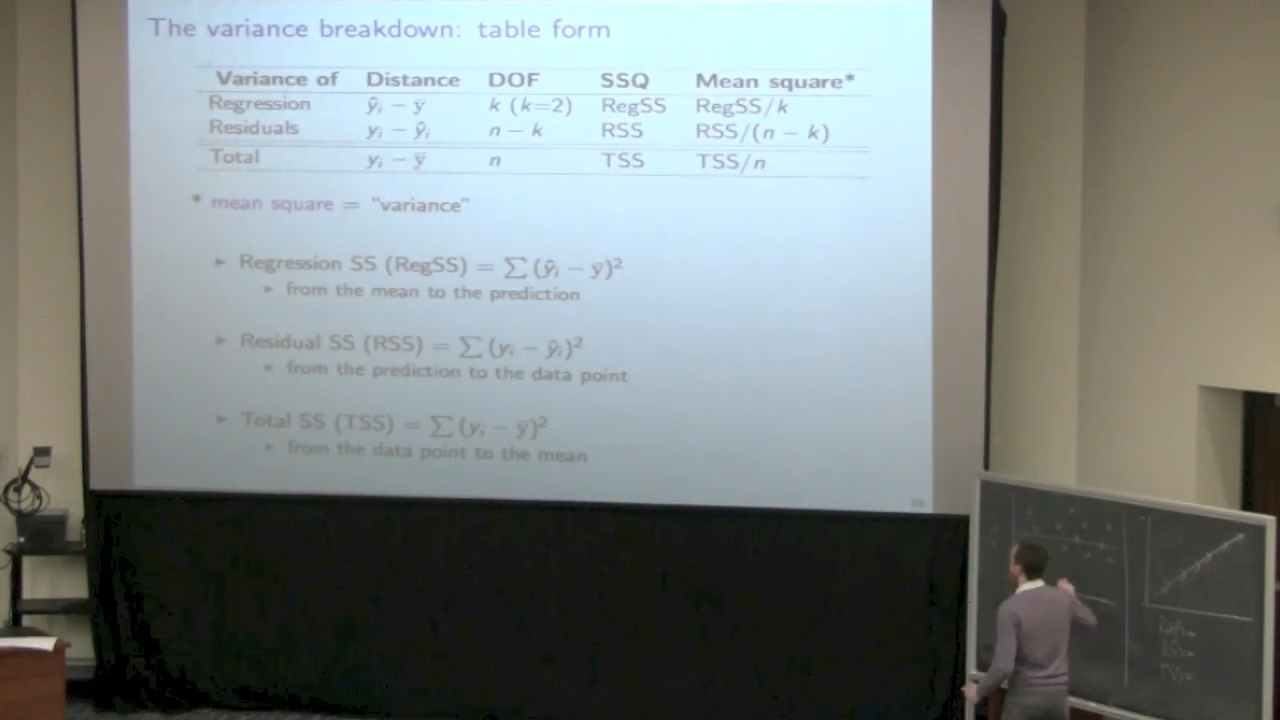 The variance breakdown: table form
Variance of Distance DOF SSQ Mean square*
Regression ŷᵢ − ȳ k (k=2) RegSS RegSS/k
Residuals yᵢ − ŷᵢ n − k RSS RSS/(n − k)
Total yᵢ − ȳ n TSS TSS/n
* mean square = "variance"
► Regression SS (RegSS) = ∑(ŷᵢ − ȳ)²
► from the mean to the prediction
► Residual SS (RSS) = ∑(yᵢ − ŷᵢ)²
► from the prediction to the data point
► Total SS (TSS) = ∑(yᵢ − ȳ)²
► from the data point to the mean
RSS=
TSS=